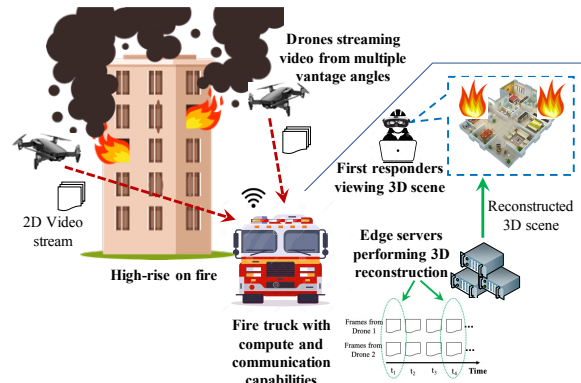 Drones streaming
video from multiple
vantage angles
2D Video
stream
High-rise on fire
Fire truck with
compute and
communication
capabilities
First responders
viewing 3D scene
Reconstructed
3D scene
Edge servers
performing 3D
reconstruction
Frames from
Drone 1
...
Frames from
Drone 2
...
t1 t2 t3 t4 Time